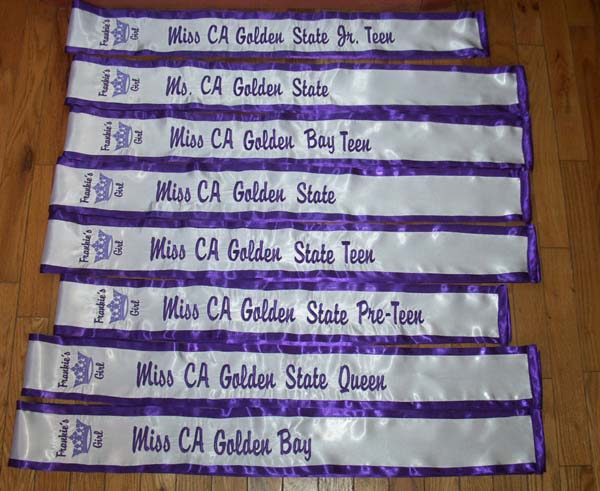 Frankie's Girl
Miss CA Golden State Jr. Teen
Frankie's Girl
Ms. CA Golden State
Frankie's Girl
Miss CA Golden Bay Teen
Frankie's Girl
Miss CA Golden State
Frankie's Girl
Miss CA Golden State Teen
Frankie's Girl
Miss CA Golden State Pre-Teen
Frankie's Girl
Miss CA Golden State Queen
Frankie's Girl
Miss CA Golden Bay